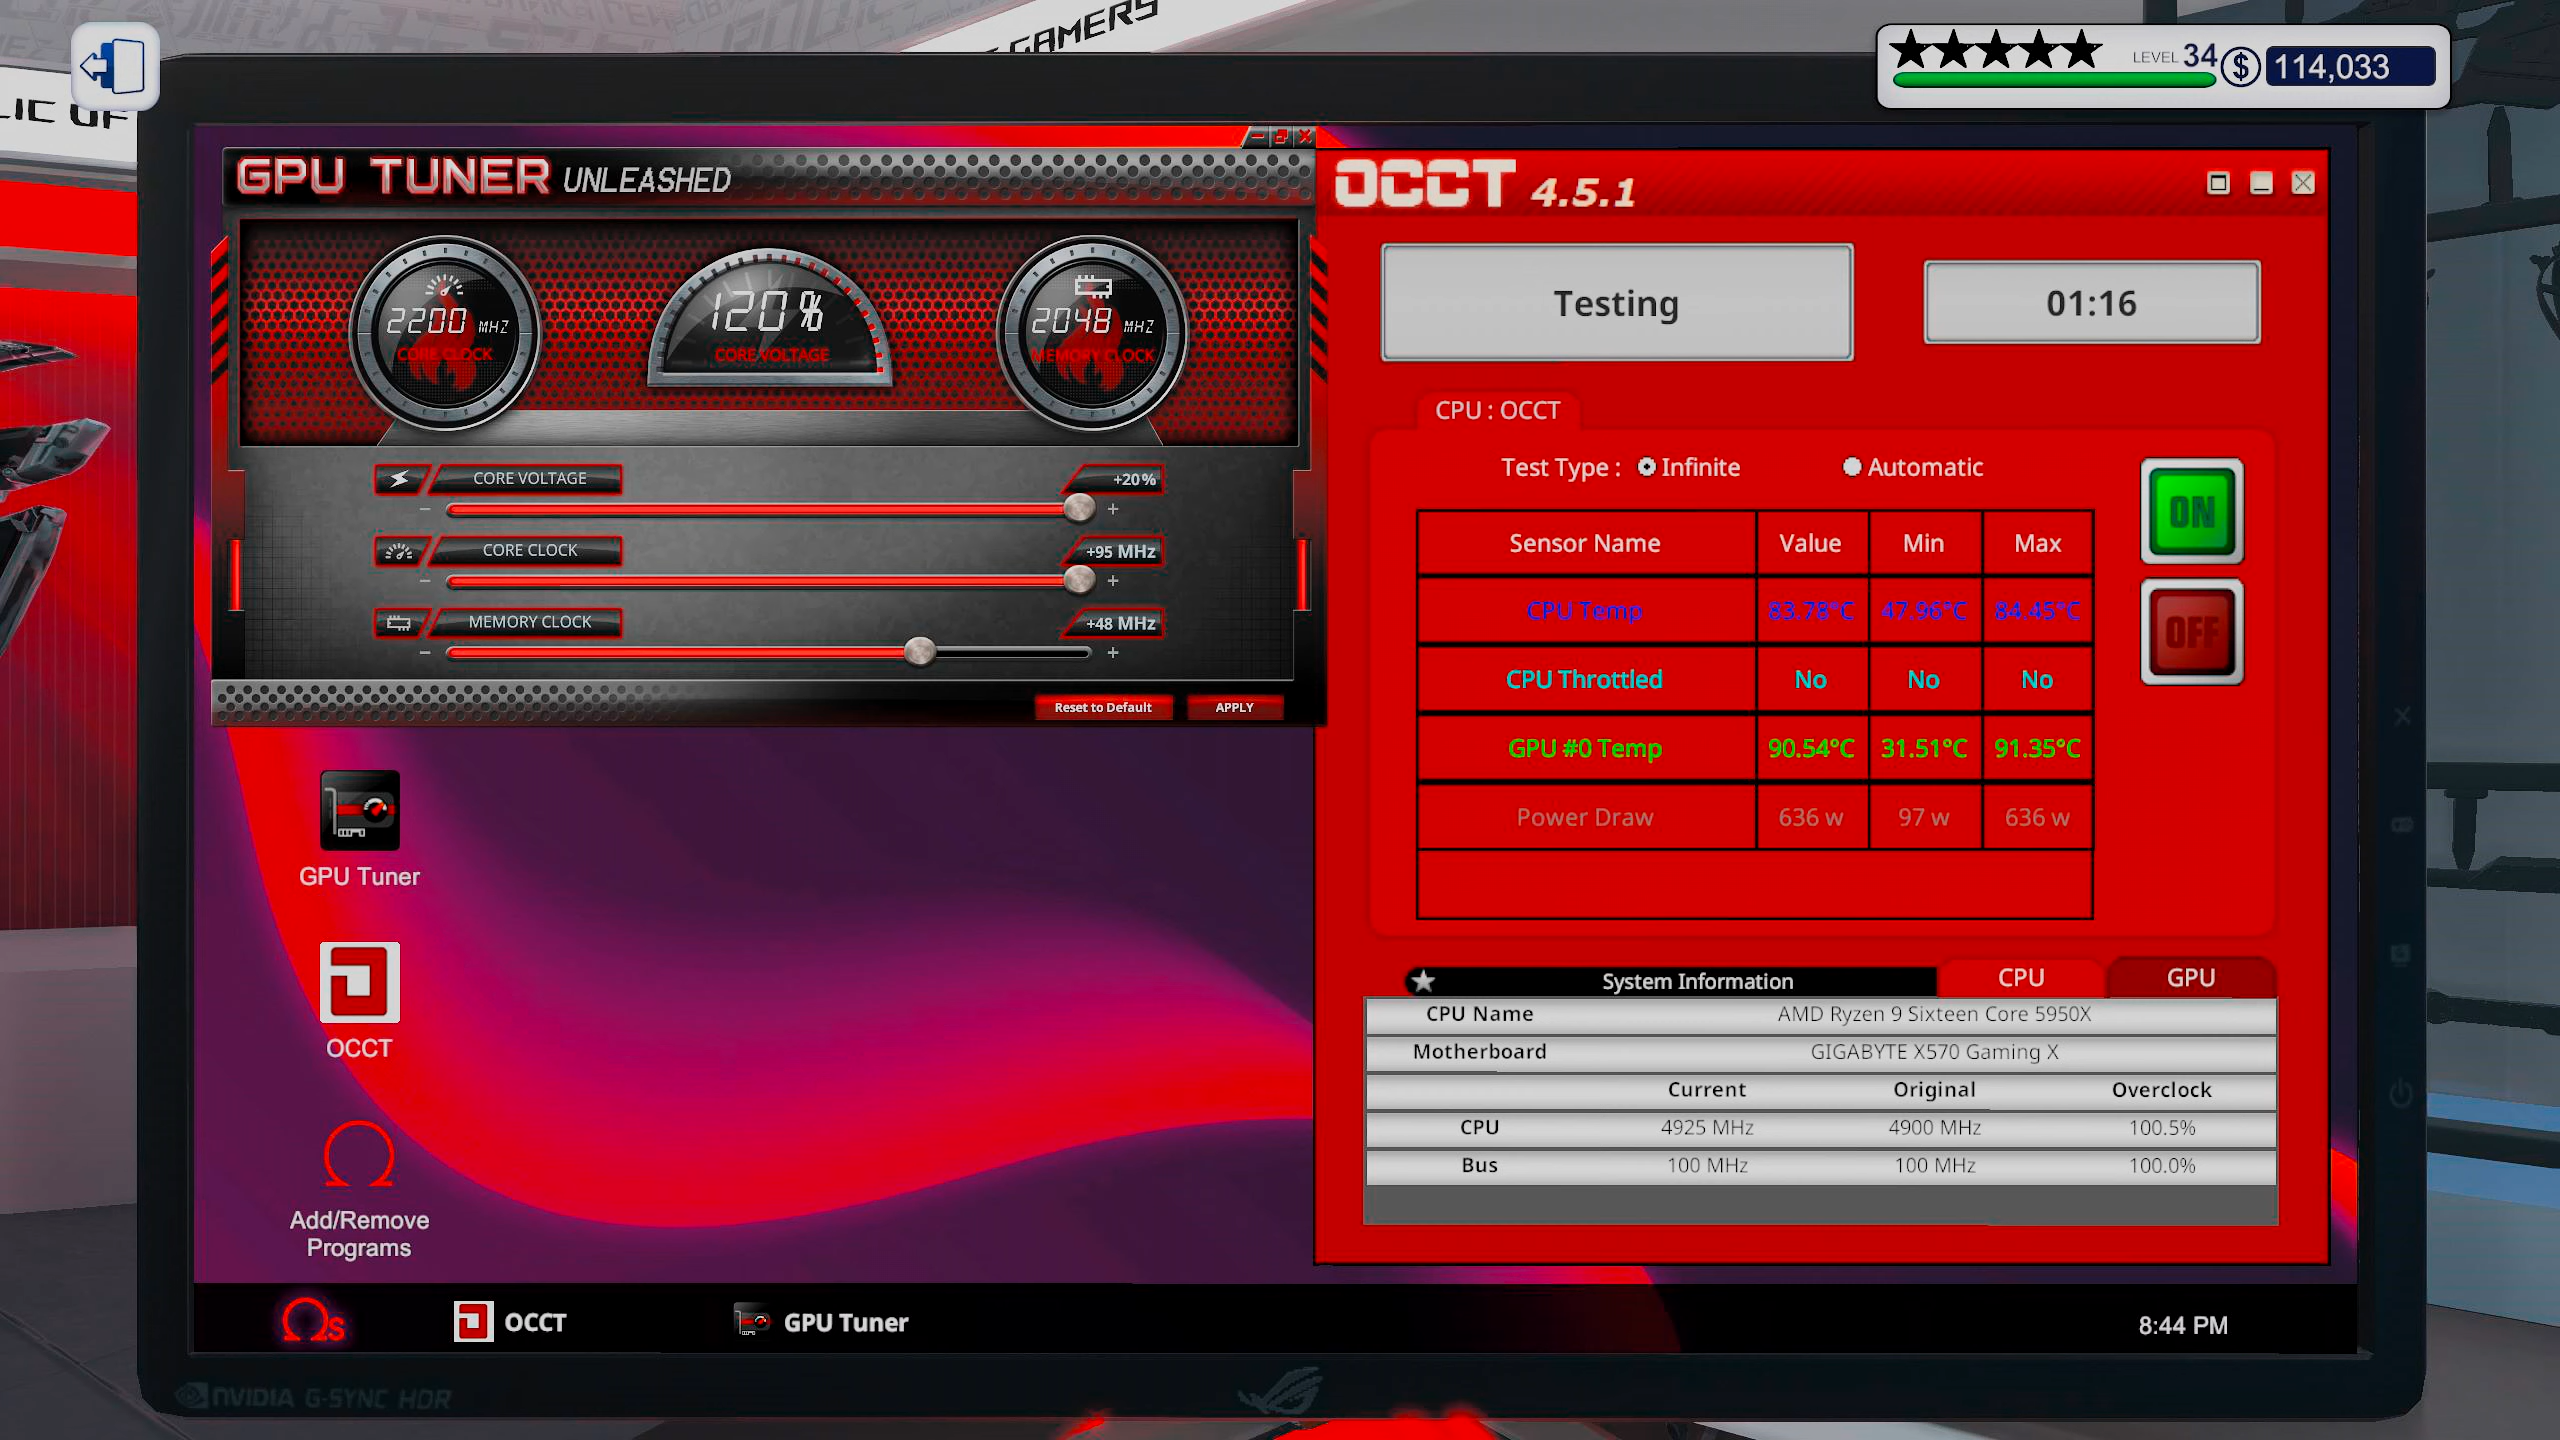 GAMERS
LIC OF
LEVEL 34
$ 114,033
GPU TUNER UNLEASHED
2200 MHZ
CORE CLOCK
120%
CORE VOLTAGE
2048 MHZ
MEMORY CLOCK
CORE VOLTAGE
+20%
- +
CORE CLOCK
+95 MHz
- +
MEMORY CLOCK
+48 MHz
- +
Reset to Default
APPLY
OCCT 4.5.1
Testing
01:16
CPU : OCCT
Test Type : Infinite Automatic
ON
OFF
Sensor Name Value Min Max
CPU Temp 83.78°C 47.96°C 84.45°C
CPU Throttled No No No
GPU #0 Temp 90.54°C 31.51°C 91.35°C
Power Draw 636 w 97 w 636 w
System Information
CPU
GPU
CPU Name AMD Ryzen 9 Sixteen Core 5950X
Motherboard GIGABYTE X570 Gaming X
Current Original Overclock
CPU 4925 MHz 4900 MHz 100.5%
Bus 100 MHz 100 MHz 100.0%
GPU Tuner
OCCT
Add/Remove
Programs
Ωs
OCCT
GPU Tuner
8:44 PM
NVIDIA G-SYNC HDR